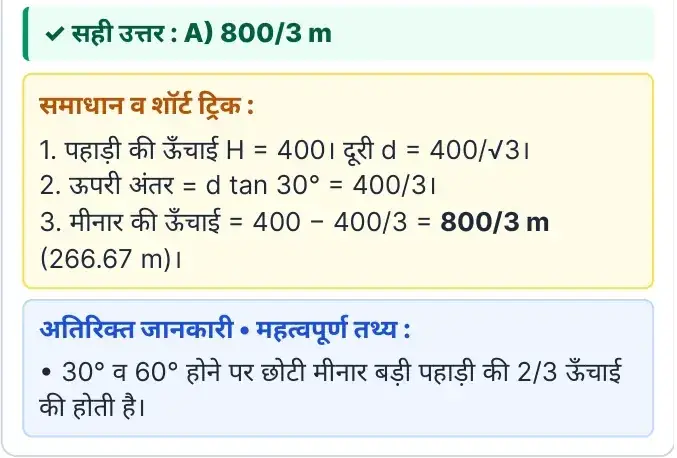 ✓ सही उत्तर : A) 800/3 m
समाधान व शॉर्ट ट्रिक :
1. पहाड़ी की ऊँचाई H = 400। दूरी d = 400/√3।
2. ऊपरी अंतर = d tan 30° = 400/3।
3. मीनार की ऊँचाई = 400 − 400/3 = 800/3 m
(266.67 m)।
अतिरिक्त जानकारी • महत्वपूर्ण तथ्य :
• 30° व 60° होने पर छोटी मीनार बड़ी पहाड़ी की 2/3 ऊँचाई
की होती है।